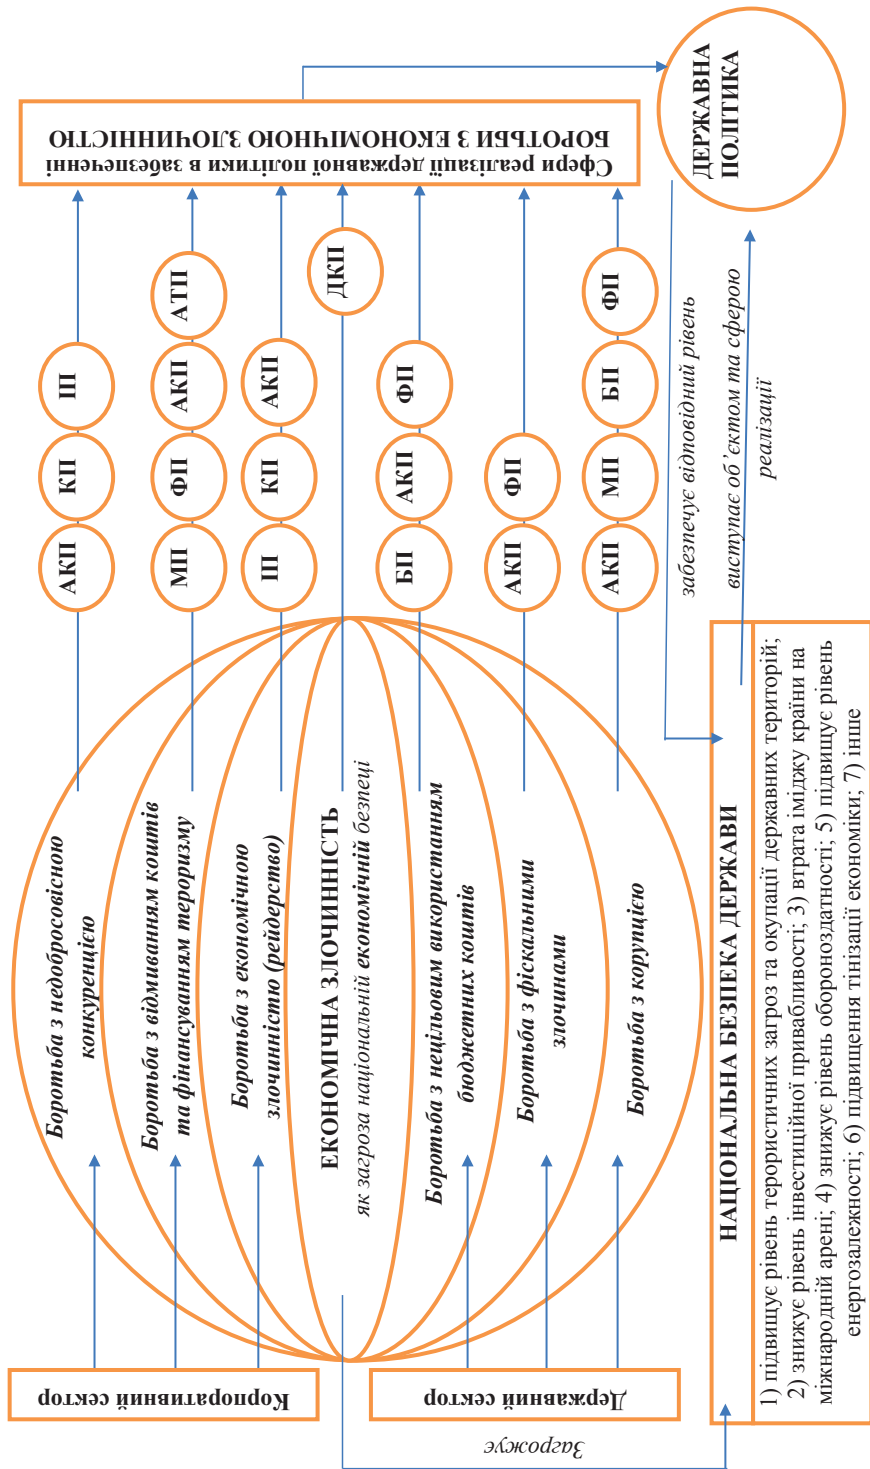 Корпоративний сектор
Державний сектор
Загрожує
Боротьба з недобросовісною
конкуренцією
АКП
КП
ІП
Боротьба з відмиванням коштів
та фінансуванням тероризму
МП
ФП
АКП
АТП
Боротьба з економічною
злочинністю (рейдерство)
ІП
КП
АКП
ЕКОНОМІЧНА ЗЛОЧИННІСТЬ
як загроза національній економічній безпеці
ДКП
Боротьба з нецільовим використанням
бюджетних коштів
БП
АКП
ФП
Боротьба з фіскальними
злочинами
АКП
ФП
Боротьба з корупцією
АКП
МП
БП
ФП
Сфери реалізації державної політики в забезпеченні
БОРОТЬБИ З ЕКОНОМІЧНОЮ ЗЛОЧИННІСТЮ
ДЕРЖАВНА
ПОЛІТИКА
забезпечує відповідний рівень
виступає об’єктом та сферою
реалізації
НАЦІОНАЛЬНА БЕЗПЕКА ДЕРЖАВИ
1) підвищує рівень терористичних загроз та окупації державних територій;
2) знижує рівень інвестиційної привабливості; 3) втрата іміджу країни на
міжнародній арені; 4) знижує рівень обороноздатності; 5) підвищує рівень
енергозалежності; 6) підвищення тінізації економіки; 7) інше